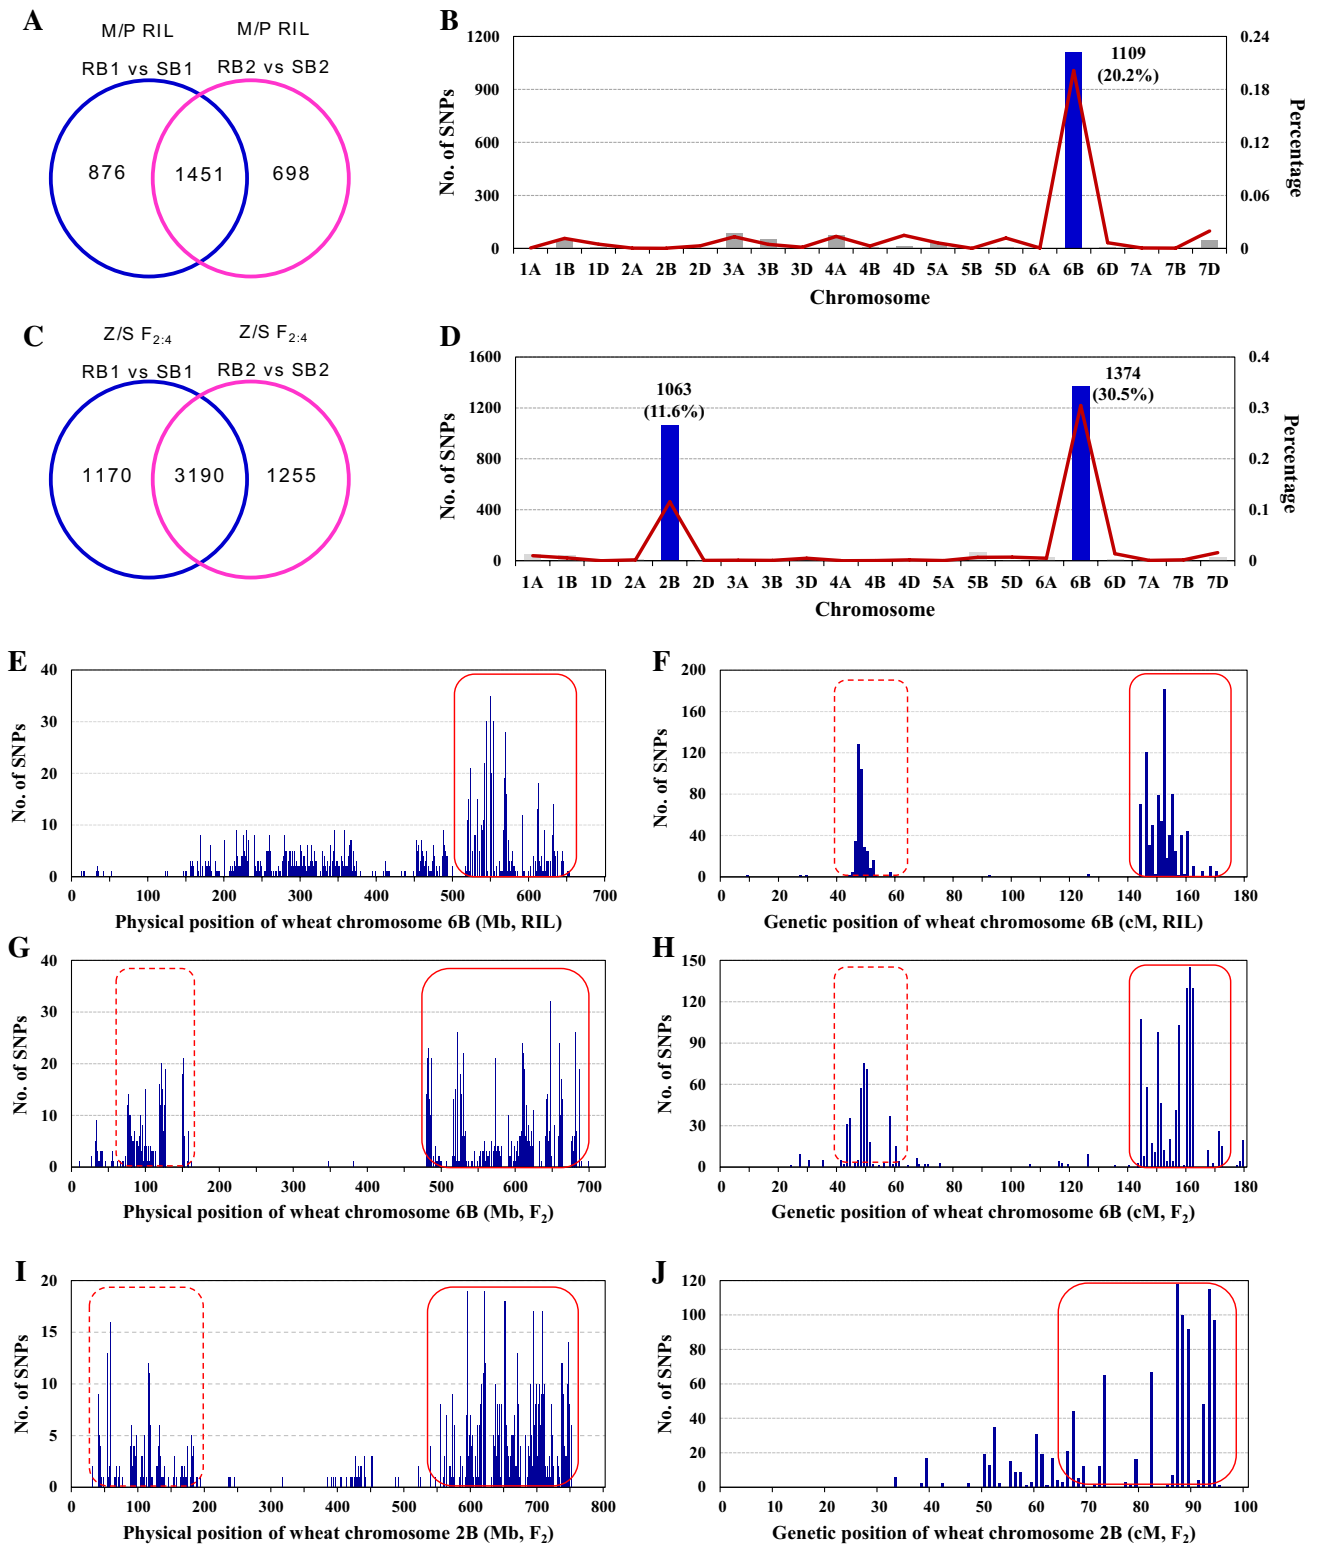 A
M/P RIL
M/P RIL
RB1 vs SB1
RB2 vs SB2
876
1451
698
B
1200
900
600
300
0
No. of SNPs
0.24
0.18
0.12
0.06
0
Percentage
1109
(20.2%)
1A 1B 1D 2A 2B 2D 3A 3B 3D 4A 4B 4D 5A 5B 5D 6A 6B 6D 7A 7B 7D
Chromosome
C
Z/S F2:4
Z/S F2:4
RB1 vs SB1
RB2 vs SB2
1170
3190
1255
D
1600
1200
800
400
0
No. of SNPs
0.4
0.3
0.2
0.1
0
Percentage
1063
(11.6%)
1374
(30.5%)
1A 1B 1D 2A 2B 2D 3A 3B 3D 4A 4B 4D 5A 5B 5D 6A 6B 6D 7A 7B 7D
Chromosome
E
40
30
20
10
0
No. of SNPs
0 100 200 300 400 500 600 700
Physical position of wheat chromosome 6B (Mb, RIL)
F
200
160
120
80
40
0
No. of SNPs
0 20 40 60 80 100 120 140 160 180
Genetic position of wheat chromosome 6B (cM, RIL)
G
40
30
20
10
0
No. of SNPs
0 100 200 300 400 500 600 700
Physical position of wheat chromosome 6B (Mb, F2)
H
150
120
90
60
30
0
No. of SNPs
0 20 40 60 80 100 120 140 160 180
Genetic position of wheat chromosome 6B (cM, F2)
I
20
15
10
5
0
No. of SNPs
0 100 200 300 400 500 600 700 800
Physical position of wheat chromosome 2B (Mb, F2)
J
120
100
80
60
40
20
0
No. of SNPs
0 10 20 30 40 50 60 70 80 90 100
Genetic position of wheat chromosome 2B (cM, F2)